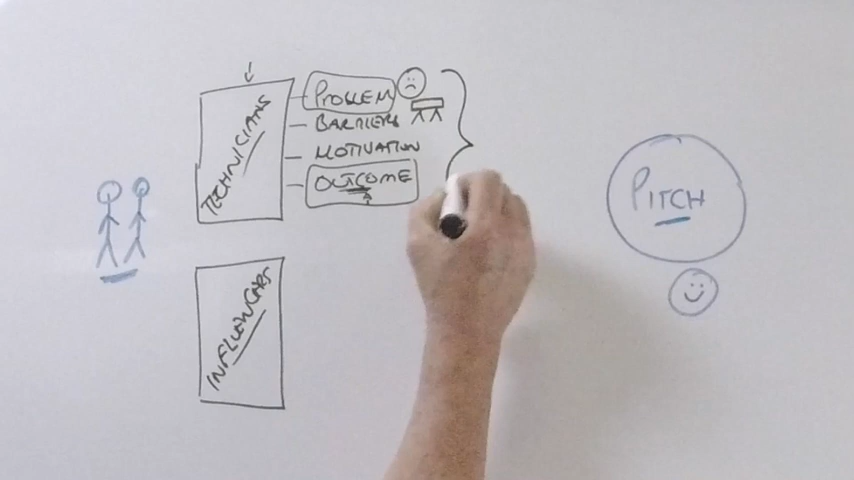 TECHNICIANS
PROBLEM
BARRIERS
MOTIVATION
OUTCOME
INFLUENCERS
PITCH